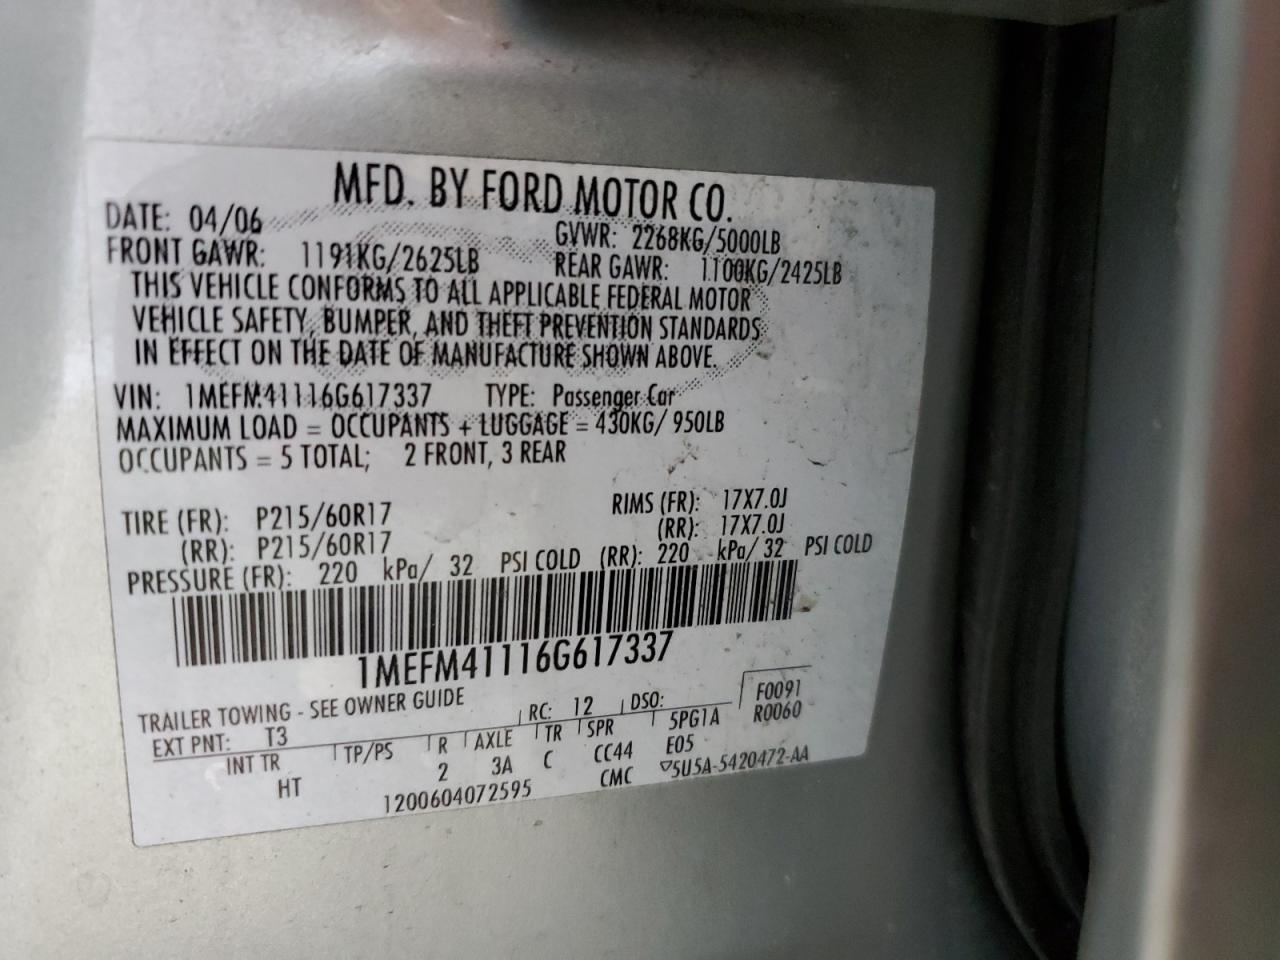 MFD. BY FORD MOTOR CO.
DATE: 04/06 GVWR: 2268KG/5000LB
FRONT GAWR: 1191KG/2625LB REAR GAWR: 1100KG/2425LB
THIS VEHICLE CONFORMS TO ALL APPLICABLE FEDERAL MOTOR
VEHICLE SAFETY, BUMPER, AND THEFT PREVENTION STANDARDS
IN EFFECT ON THE DATE OF MANUFACTURE SHOWN ABOVE.
VIN: 1MEFM41116G617337 TYPE: Passenger Car
MAXIMUM LOAD = OCCUPANTS + LUGGAGE = 430KG/ 950LB
OCCUPANTS = 5 TOTAL; 2 FRONT, 3 REAR
TIRE (FR): P215/60R17 RIMS (FR): 17X7.0J
(RR): P215/60R17 (RR): 17X7.0J
PRESSURE (FR): 220 kPa/ 32 PSI COLD (RR): 220 kPa/ 32 PSI COLD
1MEFM41116G617337
TRAILER TOWING - SEE OWNER GUIDE RC: 12 DSO: F0091
EXT PNT: T3 R0060
INT TR TP/PS R AXLE TR SPR 5PG1A
HT 2 3A C CC44 E05
1200604072595 CMC ▽5U5A-5420472-AA